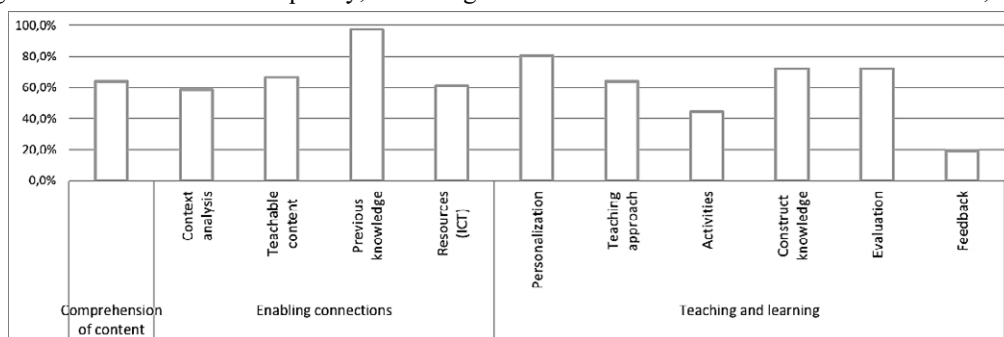 100,0%
80,0%
60,0%
40,0%
20,0%
0,0%
Context
analysis
Teachable
content
Previous
knowledge
Resources
(ICT)
Personalization
Teaching
approach
Activities
Construct
knowledge
Evaluation
Feedback
Comprehension
of content
Enabling connections
Teaching and learning